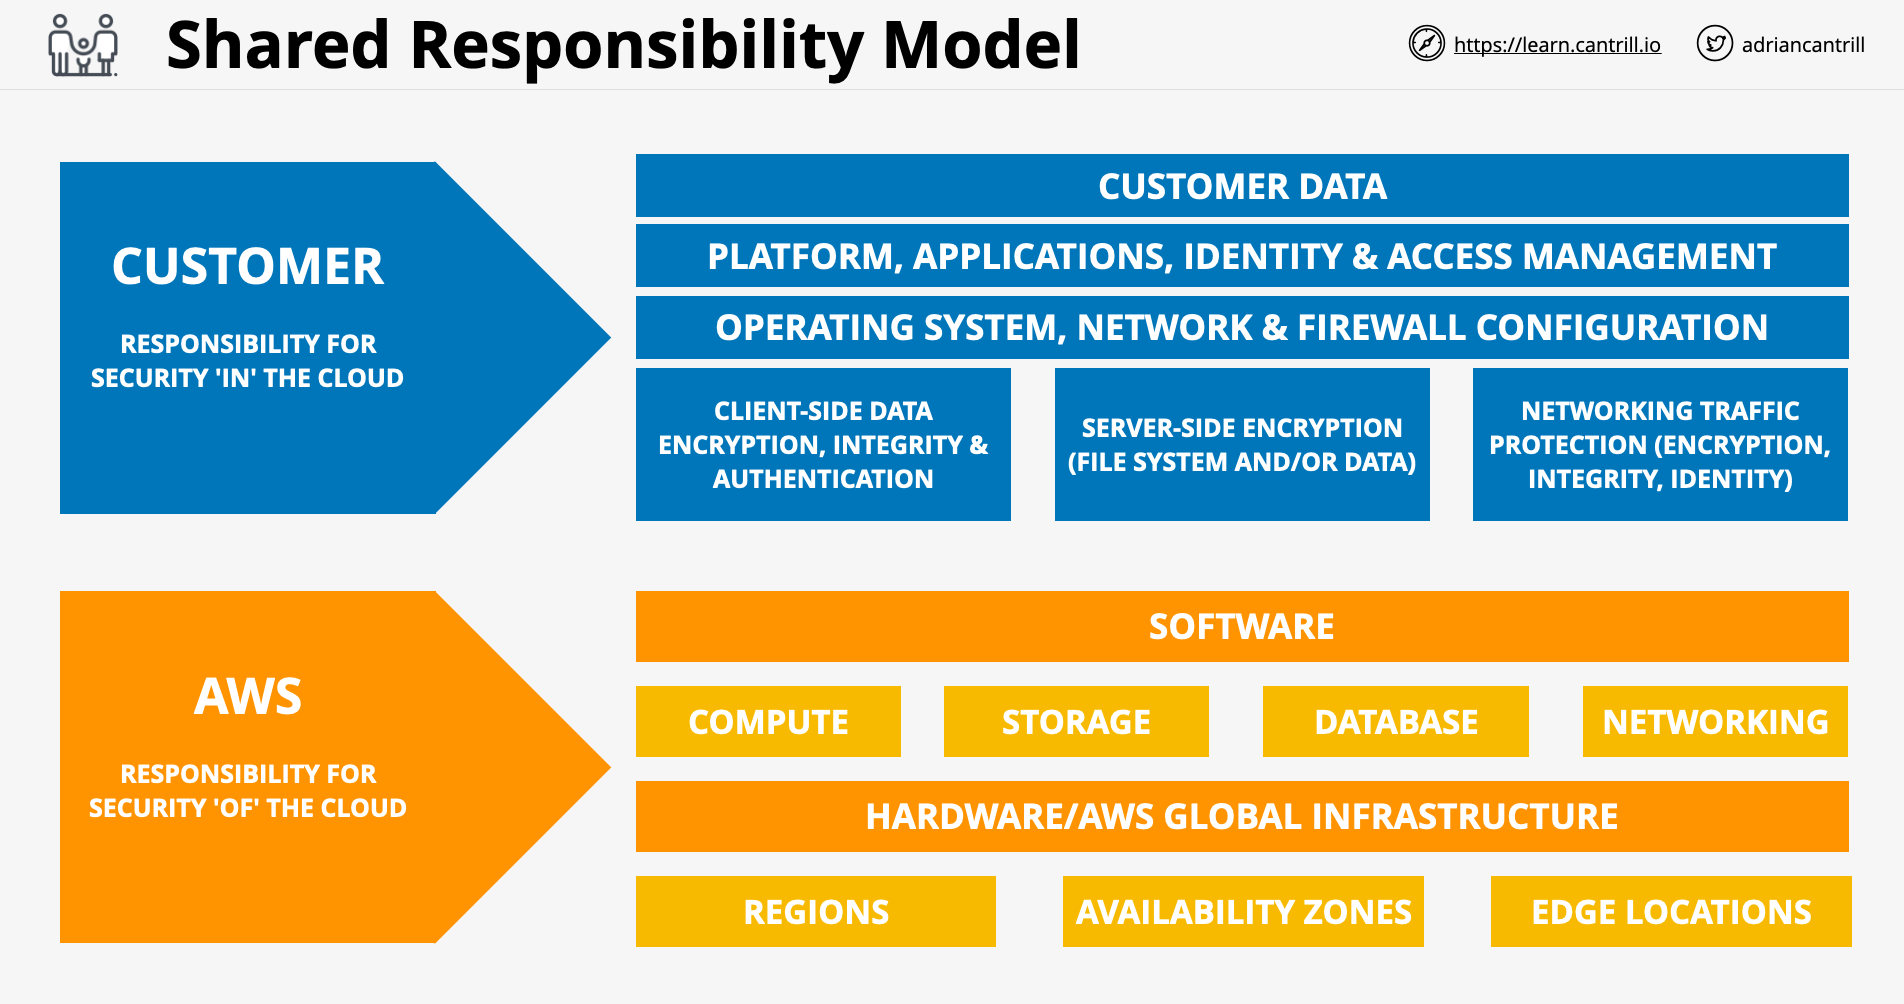 Shared Responsibility Model
https://learn.cantrill.io
adriancantrill
CUSTOMER
RESPONSIBILITY FOR
SECURITY 'IN' THE CLOUD
CUSTOMER DATA
PLATFORM, APPLICATIONS, IDENTITY & ACCESS MANAGEMENT
OPERATING SYSTEM, NETWORK & FIREWALL CONFIGURATION
CLIENT-SIDE DATA
ENCRYPTION, INTEGRITY &
AUTHENTICATION
SERVER-SIDE ENCRYPTION
(FILE SYSTEM AND/OR DATA)
NETWORKING TRAFFIC
PROTECTION (ENCRYPTION,
INTEGRITY, IDENTITY)
AWS
RESPONSIBILITY FOR
SECURITY 'OF' THE CLOUD
SOFTWARE
COMPUTE
STORAGE
DATABASE
NETWORKING
HARDWARE/AWS GLOBAL INFRASTRUCTURE
REGIONS
AVAILABILITY ZONES
EDGE LOCATIONS